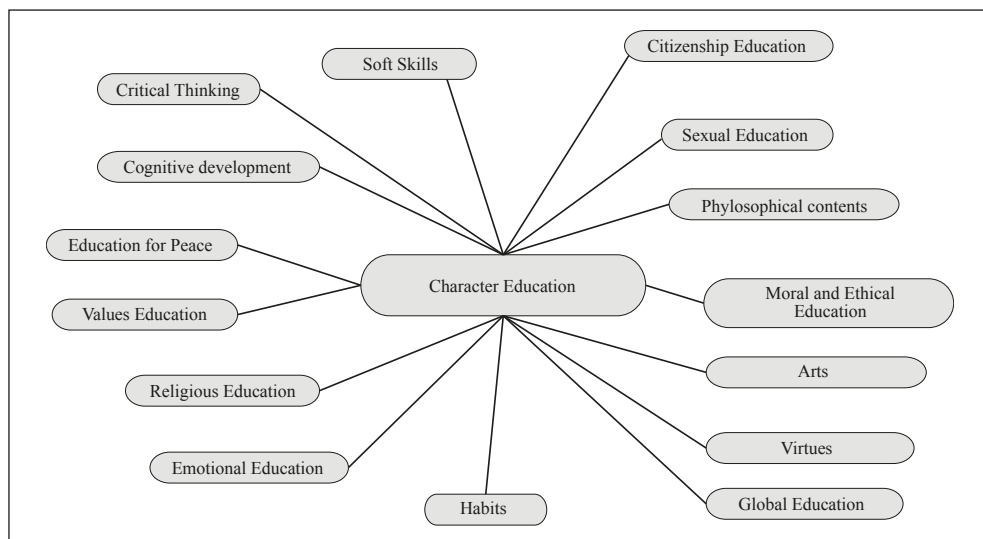 Citizenship Education
Soft Skills
Critical Thinking
Sexual Education
Cognitive development
Phylosophical contents
Education for Peace
Character Education
Moral and Ethical
Education
Values Education
Arts
Religious Education
Virtues
Emotional Education
Global Education
Habits